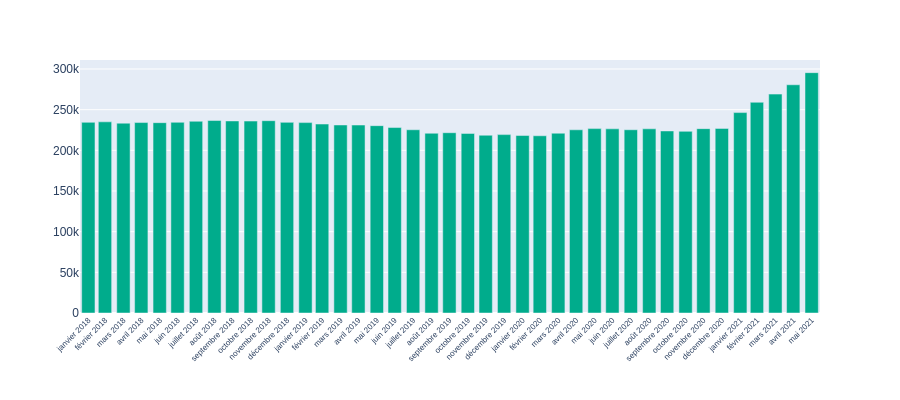 300k
250k
200k
150k
100k
50k
0
janvier 2018
février 2018
mars 2018
avril 2018
mai 2018
juin 2018
juillet 2018
août 2018
septembre 2018
octobre 2018
novembre 2018
décembre 2018
janvier 2019
février 2019
mars 2019
avril 2019
mai 2019
juin 2019
juillet 2019
août 2019
septembre 2019
octobre 2019
novembre 2019
décembre 2019
janvier 2020
février 2020
mars 2020
avril 2020
mai 2020
juin 2020
juillet 2020
août 2020
septembre 2020
octobre 2020
novembre 2020
décembre 2020
janvier 2021
février 2021
mars 2021
avril 2021
mai 2021